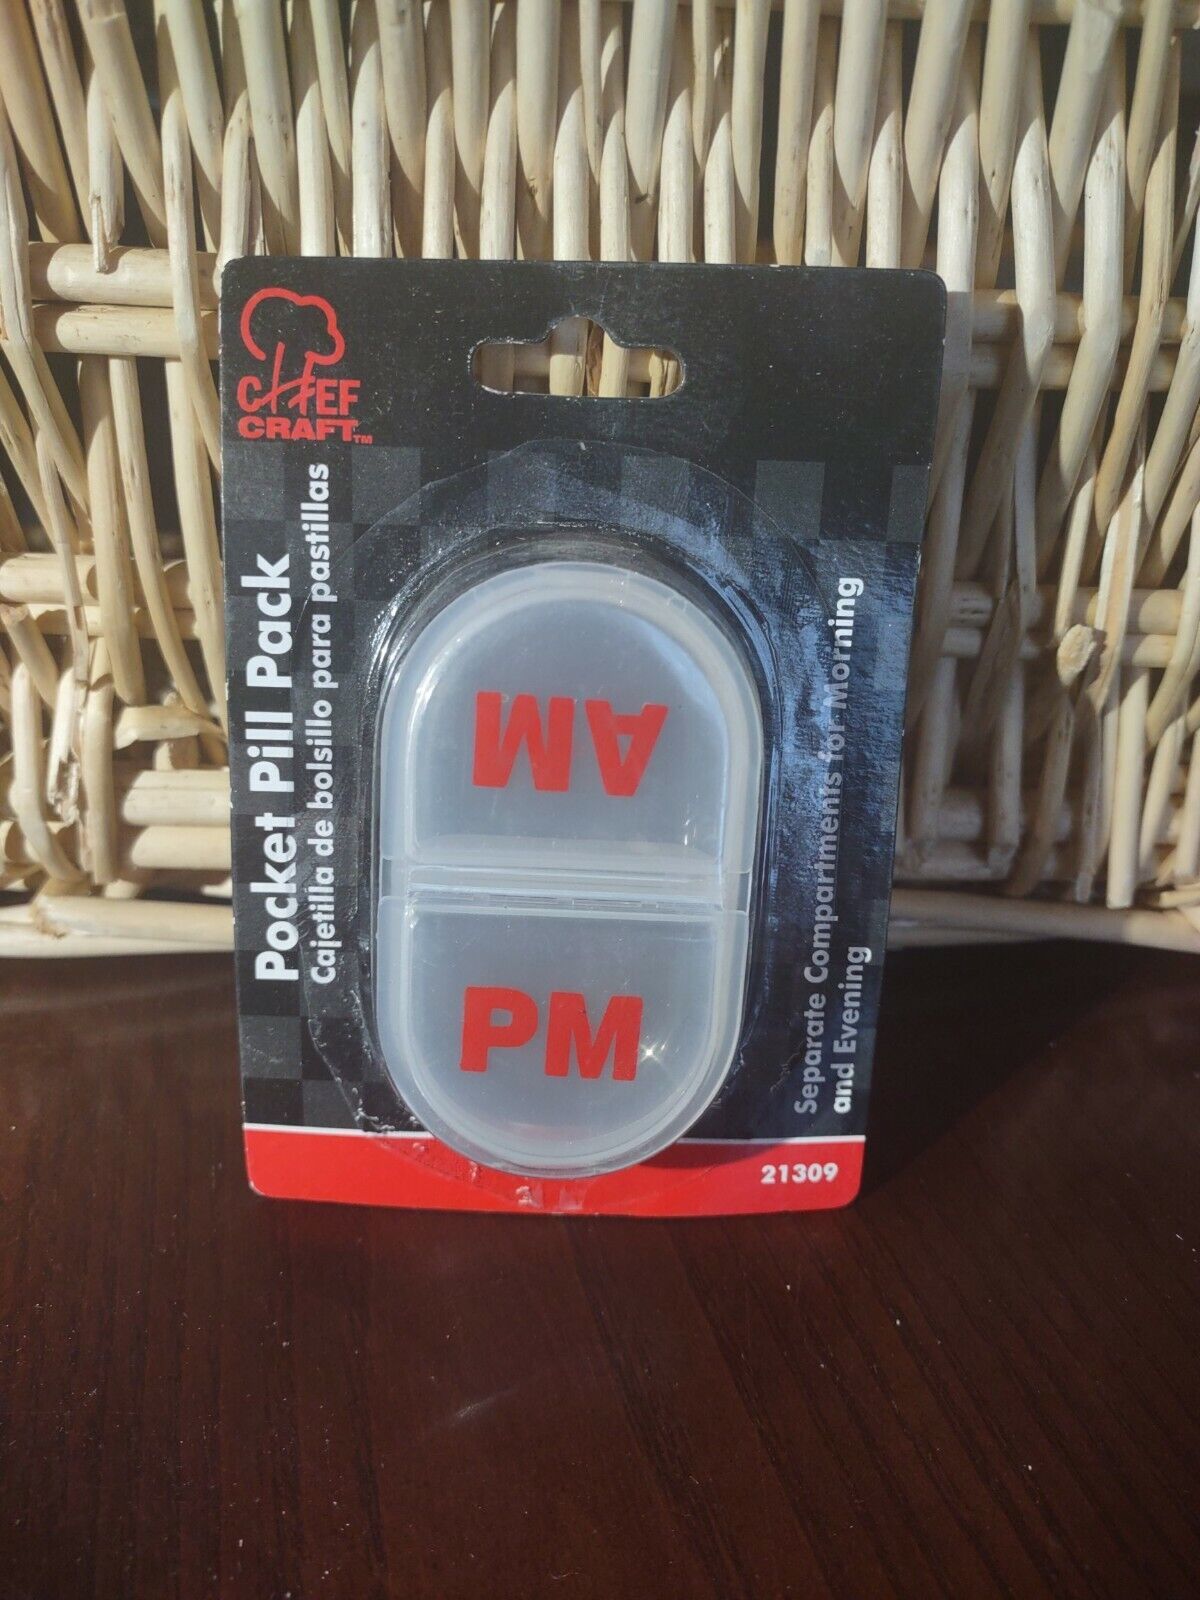 CHEF
CRAFT™
Pocket Pill Pack
Cajetilla de bolsillo para pastillas
AM
PM
Separate Compartments for Morning
and Evening
21309